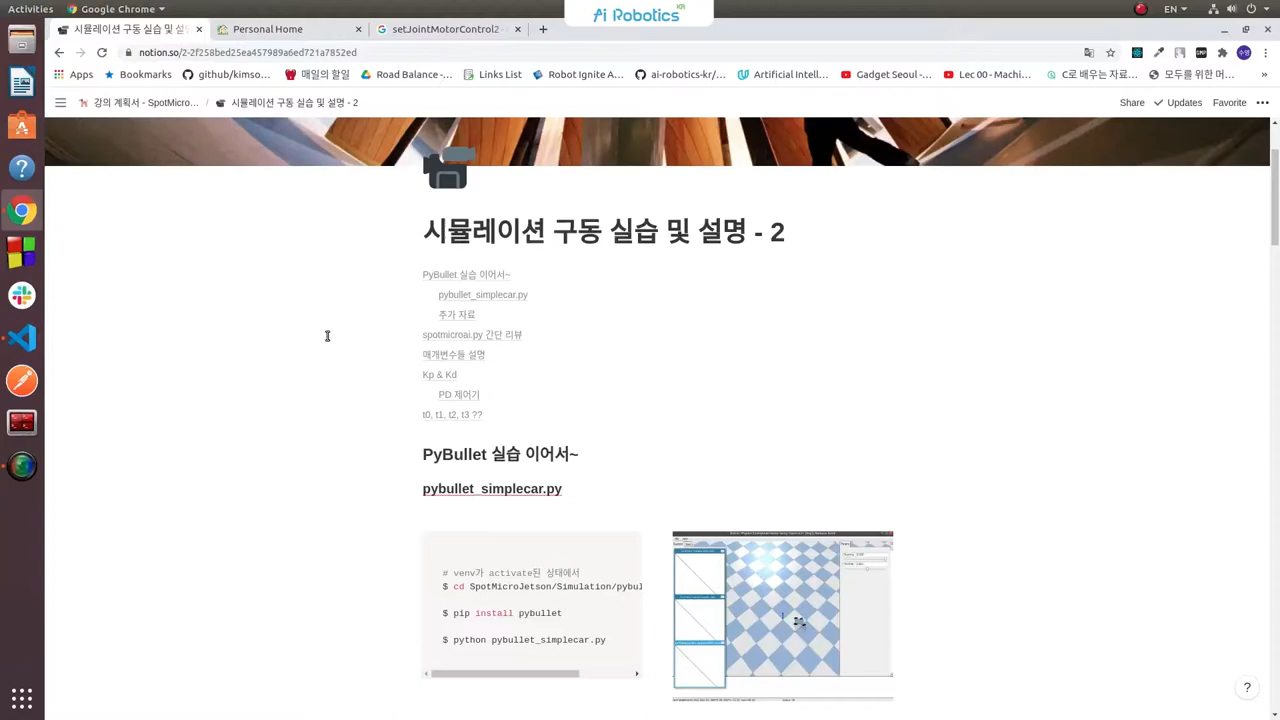 Activities
Google Chrome
Ai Robotics KR
EN
시뮬레이션 구동 실습 및 설
Personal Home
setJointMotorControl2 -
notion.so/2-2f258bed25ea457989a6ed721a7852ed
수영
Apps
Bookmarks
github/kimso...
매일의 할일
Road Balance -...
Links List
Robot Ignite A...
ai-robotics-kr/...
Artificial Intell...
Gadget Seoul -...
Lec 00 - Machi...
C로 배우는 자료...
모두를 위한 머...
»
강의 계획서 - SpotMicro...
/
시뮬레이션 구동 실습 및 설명 - 2
Share
Updates
Favorite
시뮬레이션 구동 실습 및 설명 - 2
PyBullet 실습 이어서~
pybullet_simplecar.py
추가 자료
spotmicroai.py 간단 리뷰
매개변수들 설명
Kp & Kd
PD 제어기
t0, t1, t2, t3 ??
PyBullet 실습 이어서~
pybullet_simplecar.py
# venv가 activate된 상태에서
$ cd SpotMicroJetson/Simulation/pybul
$ pip install pybullet
$ python pybullet_simplecar.py
?